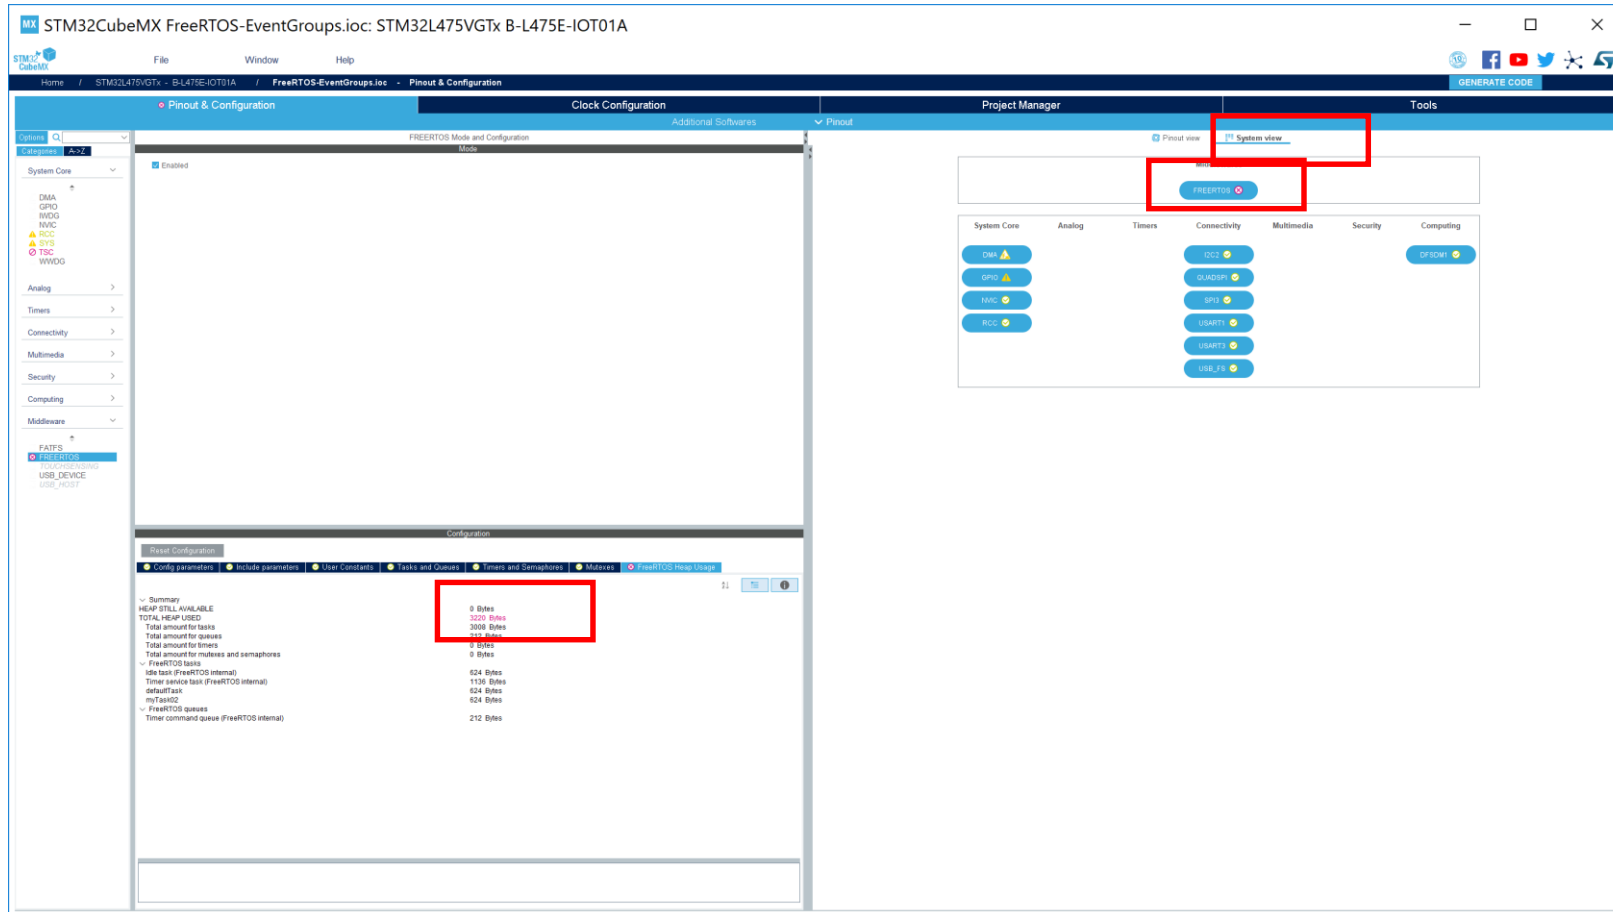 MX STM32CubeMX FreeRTOS-EventGroups.ioc: STM32L475VGTx B-L475E-IOT01A
STM32 CubeMX
File Window Help
Home / STM32L475VGTx - B-L475E-IOT01A / FreeRTOS-EventGroups.ioc - Pinout & Configuration
GENERATE CODE
Pinout & Configuration Clock Configuration Project Manager Tools
Additional Softwares Pinout
Options
Categories A->Z
System Core
DMA
GPIO
IWDG
NVIC
RCC
SYS
TSC
WWDG
Analog
Timers
Connectivity
Multimedia
Security
Computing
Middleware
FATFS
FREERTOS
TOUCHSENSING
USB_DEVICE
USB_HOST
FREERTOS Mode and Configuration
Mode
Enabled
Configuration
Reset Configuration
Config parameters Include parameters User Constants Tasks and Queues Timers and Semaphores Mutexes FreeRTOS Heap Usage
Summary
HEAP STILL AVAILABLE 0 Bytes
TOTAL HEAP USED 3220 Bytes
Total amount for tasks 3008 Bytes
Total amount for queues 212 Bytes
Total amount for timers 0 Bytes
Total amount for mutexes and semaphores 0 Bytes
FreeRTOS tasks
Idle task (FreeRTOS internal) 624 Bytes
Timer service task (FreeRTOS internal) 1136 Bytes
defaultTask 624 Bytes
myTask02 624 Bytes
FreeRTOS queues
Timer command queue (FreeRTOS internal) 212 Bytes
Pinout view System view
FREERTOS
System Core Analog Timers Connectivity Multimedia Security Computing
DMA I2C2 DFSDM1
GPIO QUADSPI
NVIC SPI3
RCC USART1
USART3
USB_FS